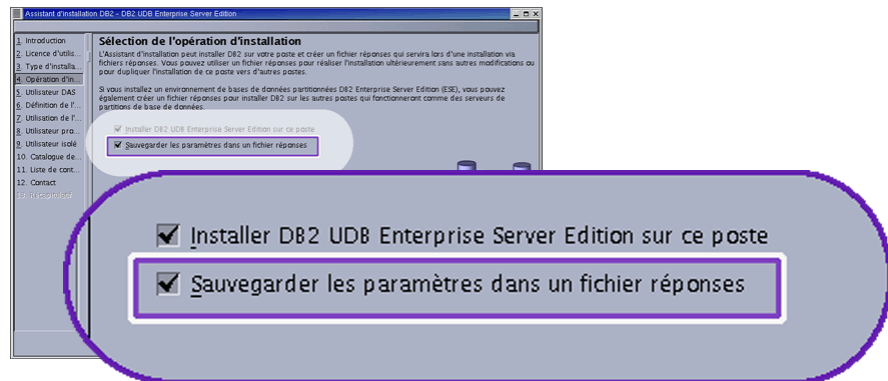 Assistant d'installation DB2 - DB2 UDB Enterprise Server Edition
1. Introduction
2. Licence d'utilis...
3. Type d'installa...
4. Opération d'in...
5. Utilisateur DAS
6. Définition de l'...
7. Utilisation de l'...
8. Utilisateur pro...
9. Utilisateur isolé
10. Catalogue de...
11. Liste de cont...
12. Contact
13. Récapitulatif
Sélection de l'opération d'installation
L'Assistant d'installation peut installer DB2 sur votre poste et créer un fichier réponses qui servira lors d'une installation via
fichiers réponses. Vous pouvez utiliser un fichier réponses pour réaliser l'installation ultérieurement sans autres modifications ou
pour dupliquer l'installation de ce poste vers d'autres postes.
Si vous installez un environnement de bases de données partitionnées DB2 Enterprise Server Edition (ESE), vous pouvez
également créer un fichier réponses pour installer DB2 sur les autres postes qui fonctionneront comme des serveurs de
partitions de base de données.
Installer DB2 UDB Enterprise Server Edition sur ce poste
Sauvegarder les paramètres dans un fichier réponses
Installer DB2 UDB Enterprise Server Edition sur ce poste
Sauvegarder les paramètres dans un fichier réponses